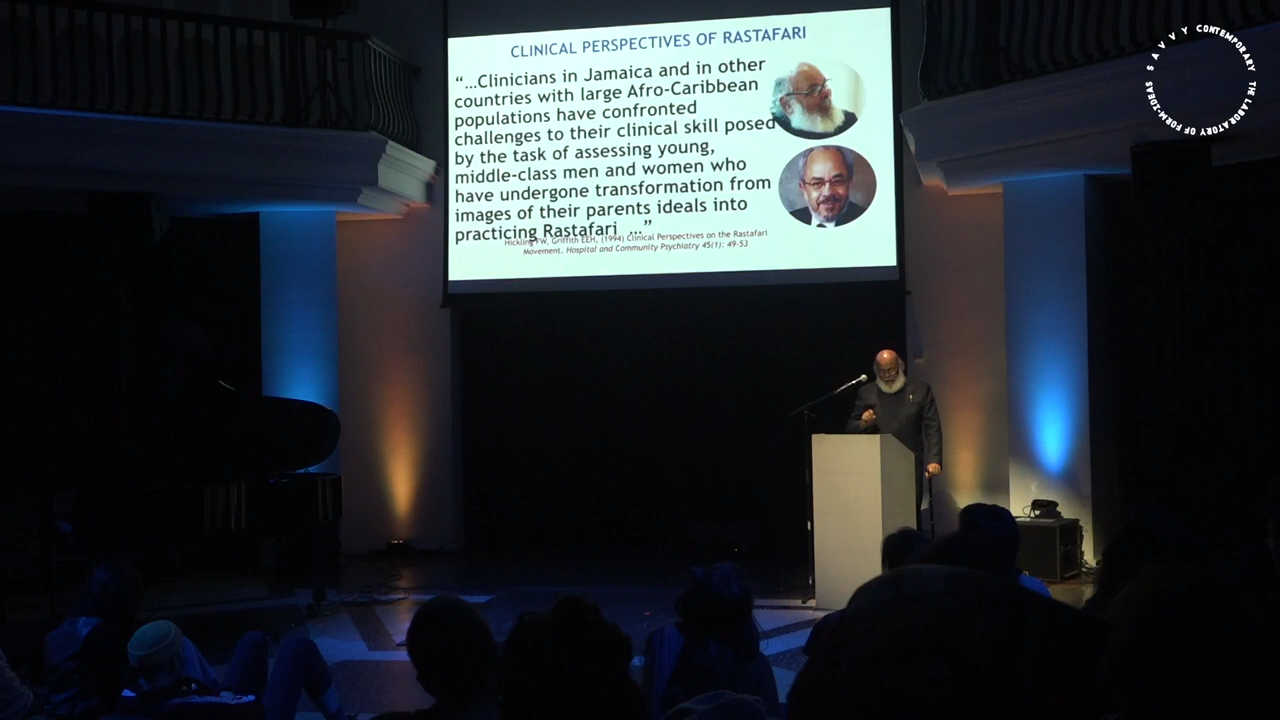 CLINICAL PERSPECTIVES OF RASTAFARI
“...Clinicians in Jamaica and in other
countries with large Afro-Caribbean
populations have confronted
challenges to their clinical skill posed
by the task of assessing young,
middle-class men and women who
have undergone transformation from
images of their parents ideals into
practicing Rastafari ...”
Hickling FW, Griffith EEH, (1994) Clinical Perspectives on the Rastafari
Movement. Hospital and Community Psychiatry 45(1): 49-53
SAVVY CONTEMPORARY THE LABORATORY OF FORM-IDEAS